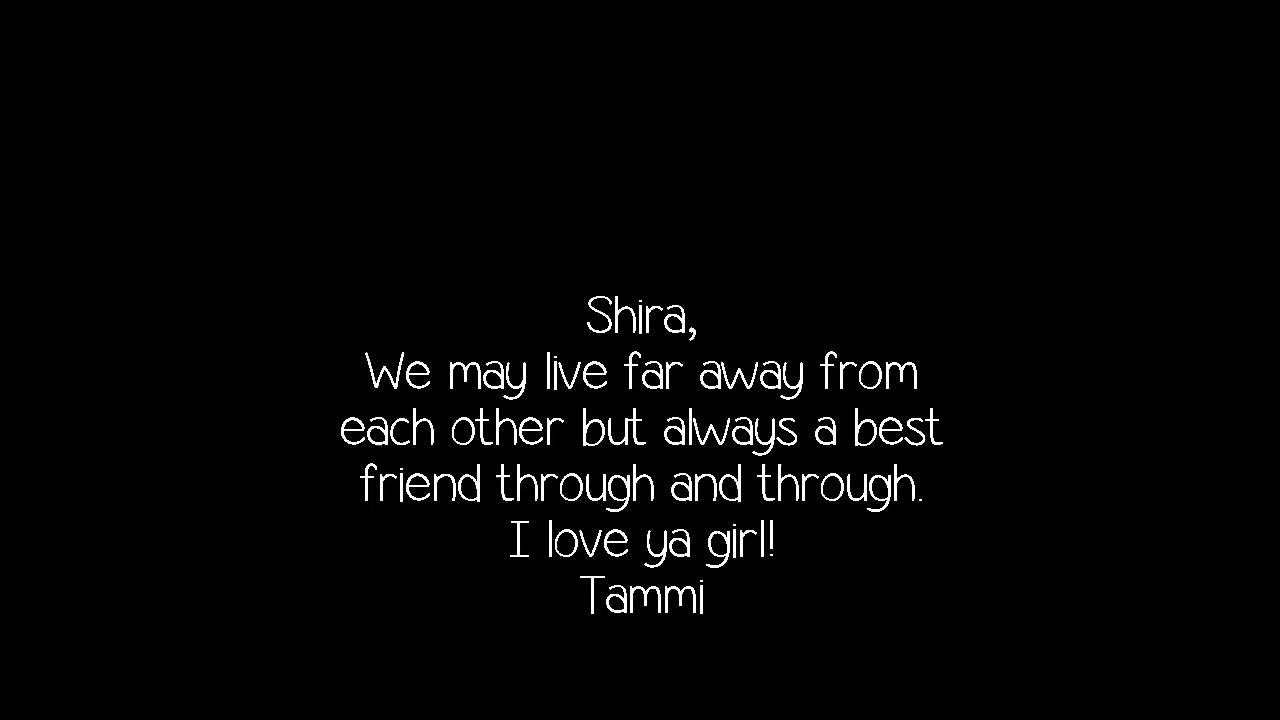 Shira,
We may live far away from
each other but always a best
friend through and through.
I love ya girl!
Tammi